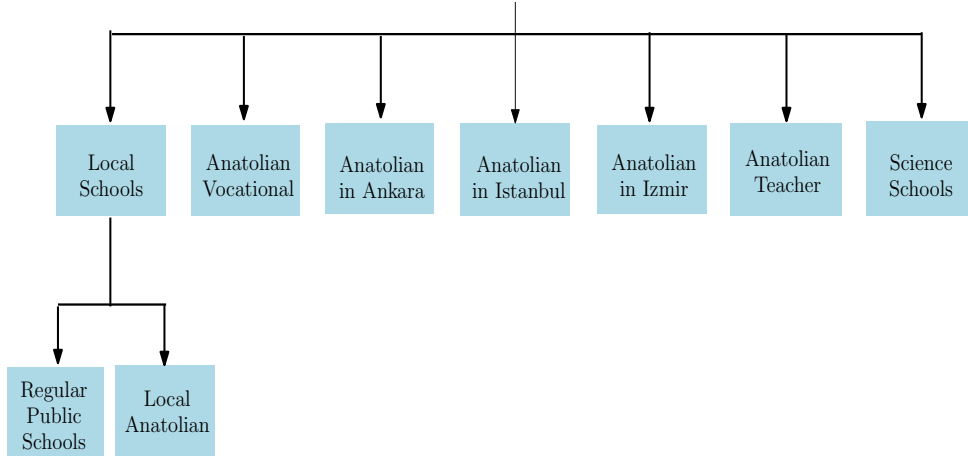 Local
Schools
Anatolian
Vocational
Anatolian
in Ankara
Anatolian
in Istanbul
Anatolian
in Izmir
Anatolian
Teacher
Science
Schools
Regular
Public
Schools
Local
Anatolian